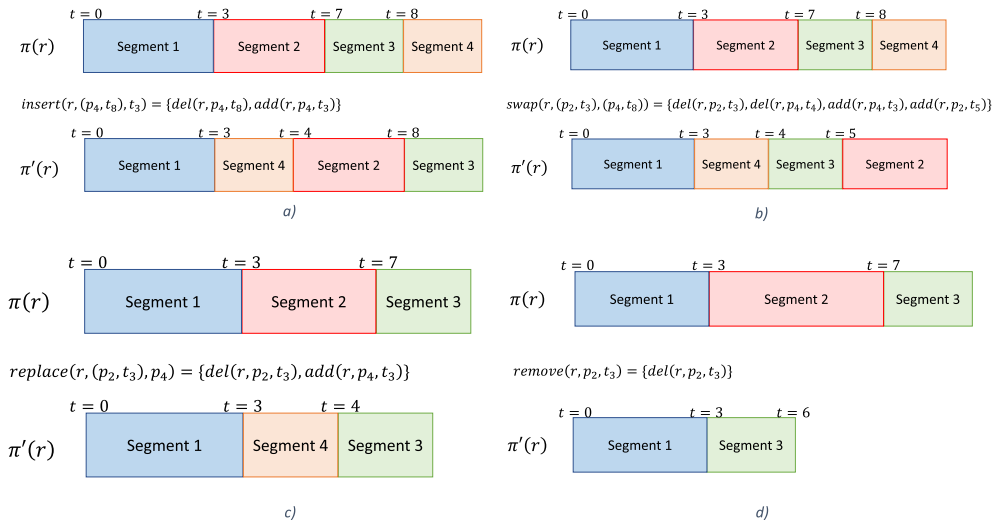 t = 0 t = 3 t = 7 t = 8
π(r) Segment 1 Segment 2 Segment 3 Segment 4
insert(r, (p₄, t₈), t₃) = {del(r, p₄, t₈), add(r, p₄, t₃)}
t = 0 t = 3 t = 4 t = 8
π′(r) Segment 1 Segment 4 Segment 2 Segment 3
a)
t = 0 t = 3 t = 7 t = 8
π(r) Segment 1 Segment 2 Segment 3 Segment 4
swap(r, (p₂, t₃), (p₄, t₈)) = {del(r, p₂, t₃), del(r, p₄, t₄), add(r, p₄, t₃), add(r, p₂, t₅)}
t = 0 t = 3 t = 4 t = 5
π′(r) Segment 1 Segment 4 Segment 3 Segment 2
b)
t = 0 t = 3 t = 7
π(r) Segment 1 Segment 2 Segment 3
replace(r, (p₂, t₃), p₄) = {del(r, p₂, t₃), add(r, p₄, t₃)}
t = 0 t = 3 t = 4
π′(r) Segment 1 Segment 4 Segment 3
c)
t = 0 t = 3 t = 7
π(r) Segment 1 Segment 2 Segment 3
remove(r, p₂, t₃) = {del(r, p₂, t₃)}
t = 0 t = 3 t = 6
π′(r) Segment 1 Segment 3
d)